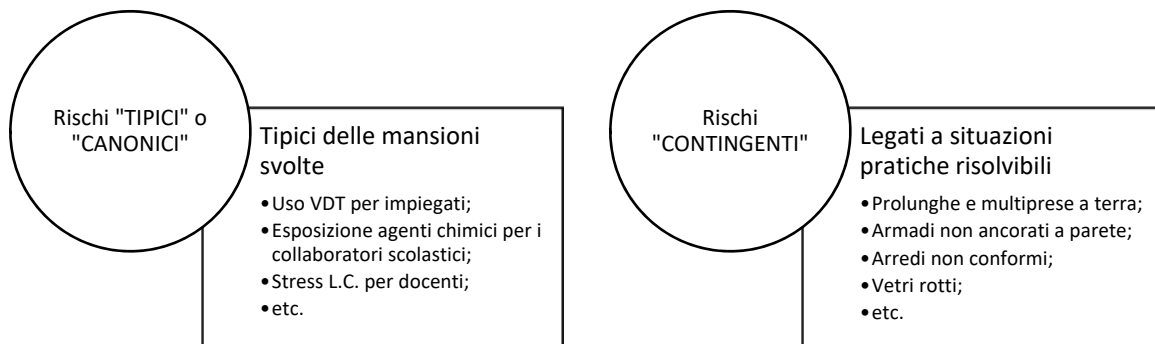 Rischi "TIPICI" o
"CANONICI"
Tipici delle mansioni
svolte
•Uso VDT per impiegati;
•Esposizione agenti chimici per i
collaboratori scolastici;
•Stress L.C. per docenti;
•etc.
Rischi
"CONTINGENTI"
Legati a situazioni
pratiche risolvibili
•Prolunghe e multiprese a terra;
•Armadi non ancorati a parete;
•Arredi non conformi;
•Vetri rotti;
•etc.